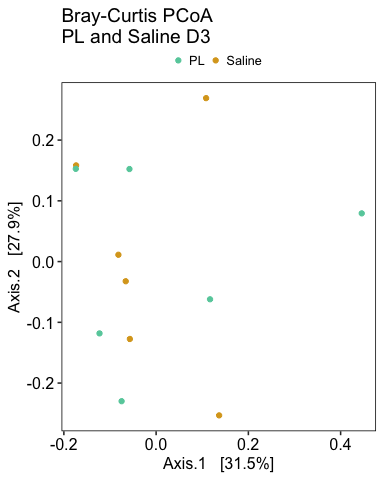 Bray-Curtis PCoA
PL and Saline D3
PL Saline
0.2
0.1
0.0
-0.1
-0.2
Axis.2 [27.9%]
-0.2 0.0 0.2 0.4
Axis.1 [31.5%]